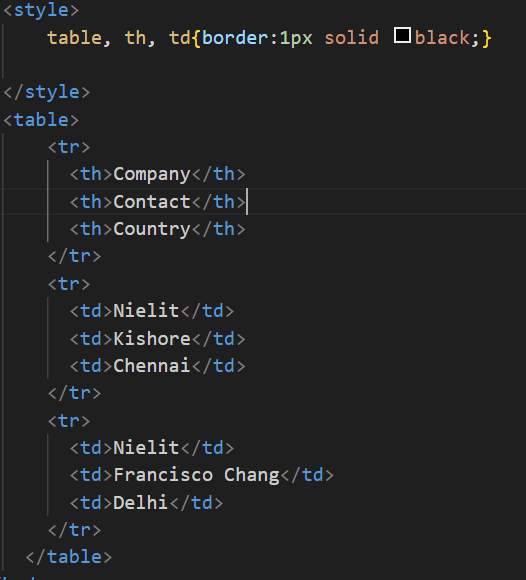 <style>
table, th, td{border:1px solid black;}
</style>
<table>
<tr>
<th>Company</th>
<th>Contact</th>
<th>Country</th>
</tr>
<tr>
<td>Nielit</td>
<td>Kishore</td>
<td>Chennai</td>
</tr>
<tr>
<td>Nielit</td>
<td>Francisco Chang</td>
<td>Delhi</td>
</tr>
</table>